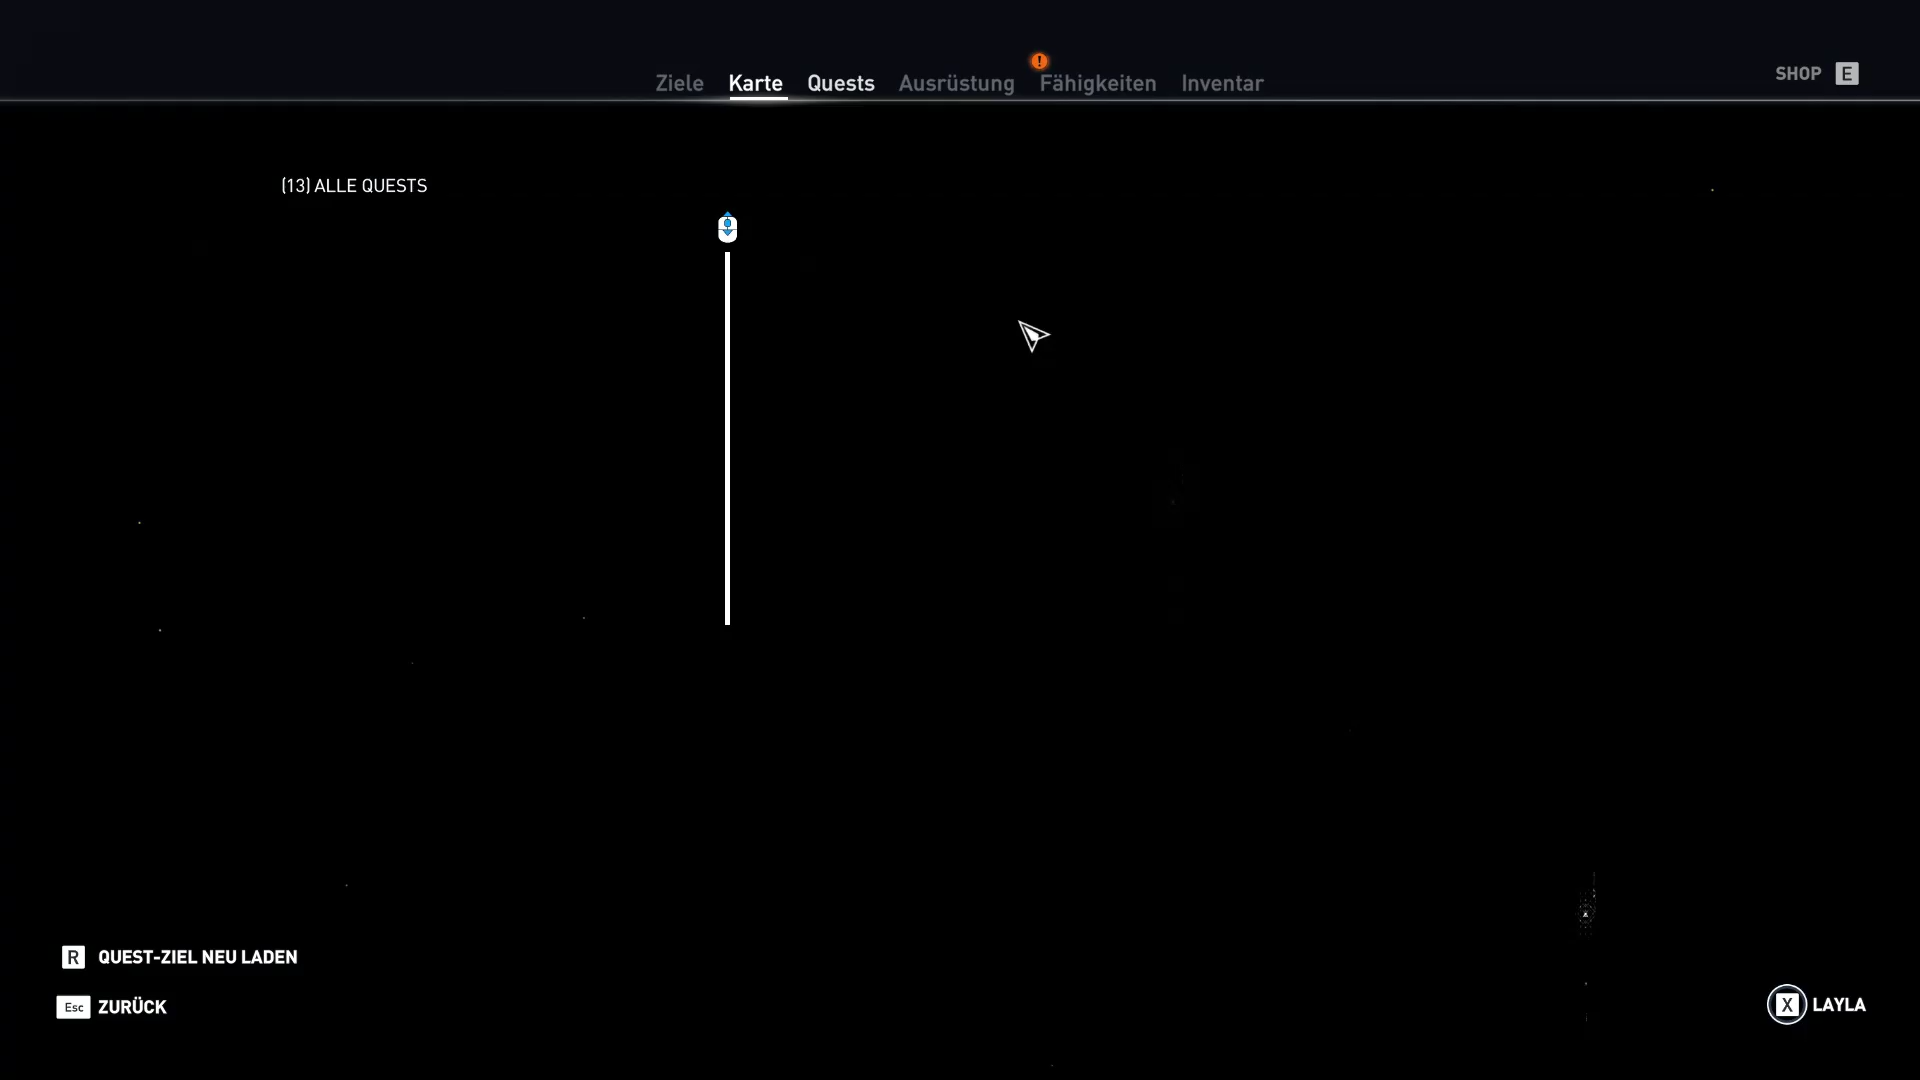 Ziele Karte Quests Ausrüstung ! Fähigkeiten Inventar
SHOP E
(13) ALLE QUESTS
R QUEST-ZIEL NEU LADEN
Esc ZURÜCK
X LAYLA